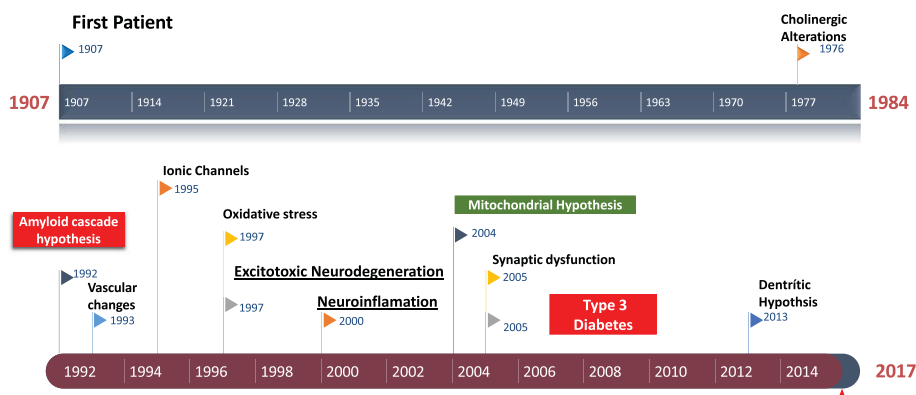 First Patient
1907
Cholinergic
Alterations
1976
1907
1907 1914 1921 1928 1935 1942 1949 1956 1963 1970 1977
1984
Ionic Channels
1995
Amyloid cascade
hypothesis
1992
Vascular
changes
1993
Oxidative stress
1997
Excitotoxic Neurodegeneration
1997
Neuroinflamation
2000
Mitochondrial Hypothesis
2004
Synaptic dysfunction
2005
2005
Type 3
Diabetes
Dentrític
Hypothsis
2013
1992 1994 1996 1998 2000 2002 2004 2006 2008 2010 2012 2014
2017